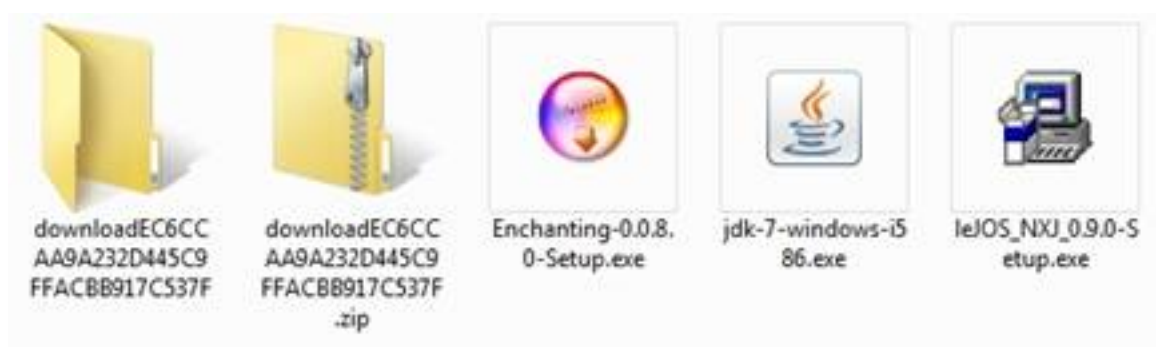 downloadEC6CC
AA9A232D445C9
FFACBB917C537F
downloadEC6CC
AA9A232D445C9
FFACBB917C537F
.zip
Enchanting-0.0.8.
0-Setup.exe
jdk-7-windows-i5
86.exe
leJOS_NXJ_0.9.0-S
etup.exe